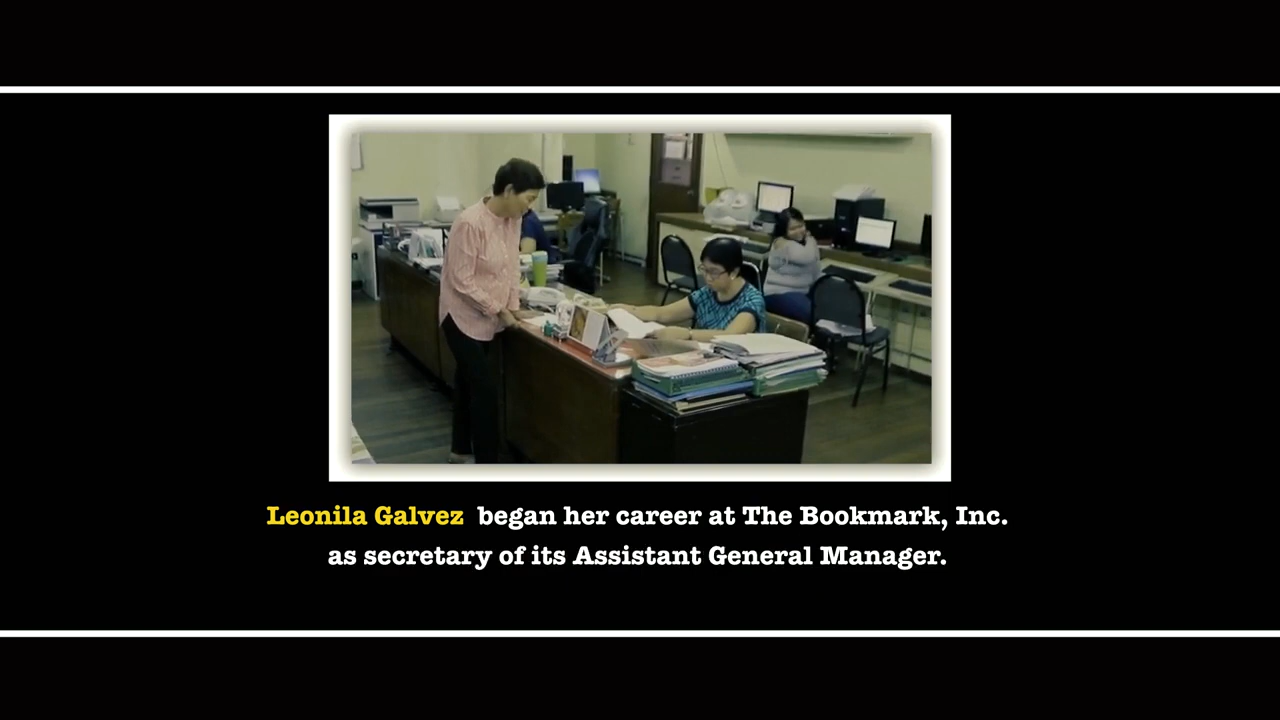 Leonila Galvez began her career at The Bookmark, Inc.
as secretary of its Assistant General Manager.